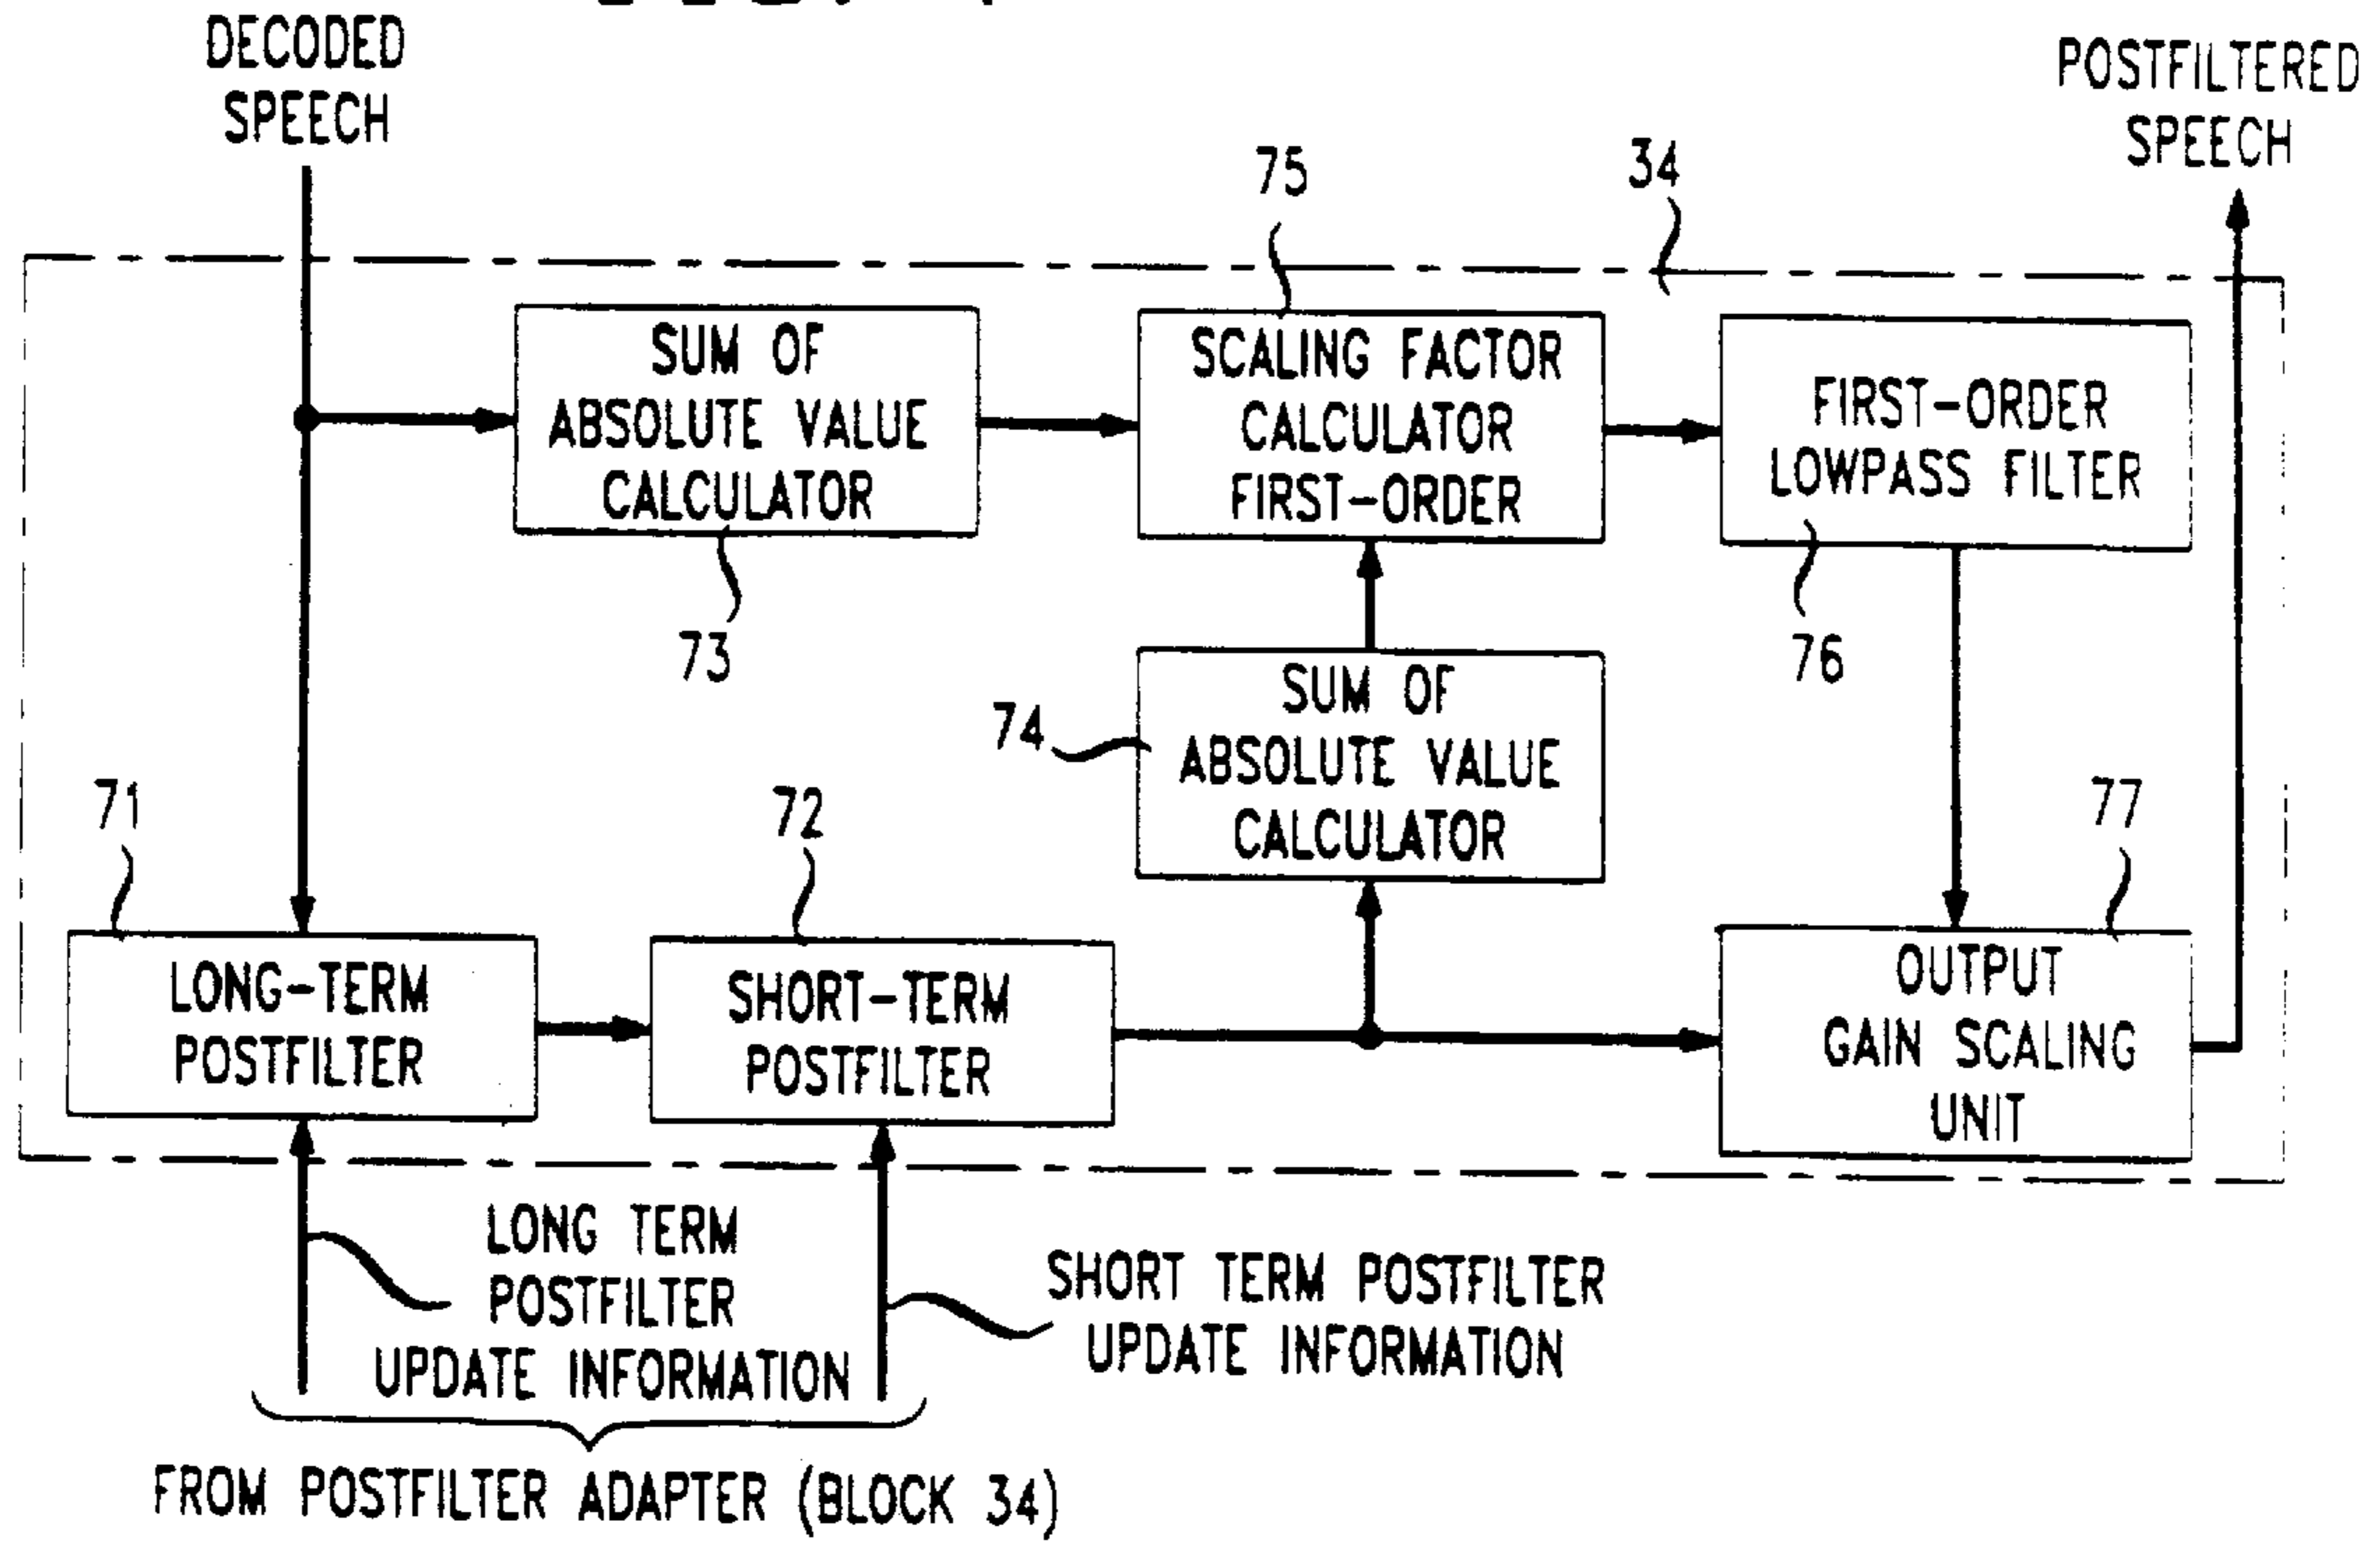 DECODED
SPEECH
POSTFILTERED
SPEECH
75
34
SUM OF
ABSOLUTE VALUE
CALCULATOR
SCALING FACTOR
CALCULATOR
FIRST-ORDER
FIRST-ORDER
LOWPASS FILTER
73
76
SUM OF
ABSOLUTE VALUE
CALCULATOR
74
71
72
77
LONG-TERM
POSTFILTER
SHORT-TERM
POSTFILTER
OUTPUT
GAIN SCALING
UNIT
LONG TERM
POSTFILTER
UPDATE INFORMATION
SHORT TERM POSTFILTER
UPDATE INFORMATION
FROM POSTFILTER ADAPTER (BLOCK 34)